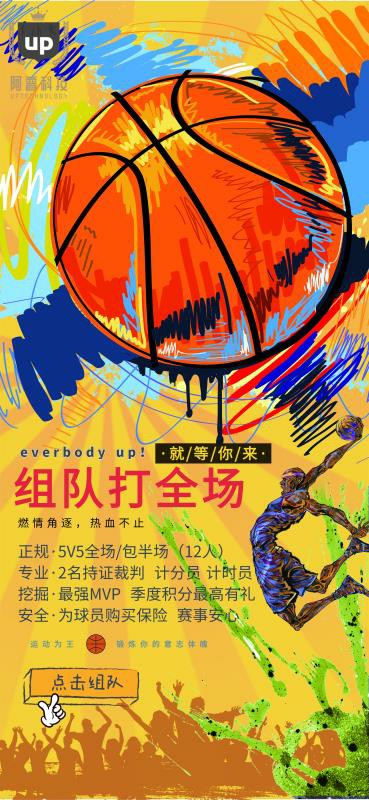 up
阿普科技
UPTECHNOLOGY
everbody up!
·就/等/你/来·
组队打全场
燃情角逐，热血不止
正规·5V5全场/包半场（12人）
专业·2名持证裁判 计分员 计时员
挖掘·最强MVP 季度积分最高有礼
安全·为球员购买保险 赛事安心
运动为王 锻炼你的意志体魄
点击组队